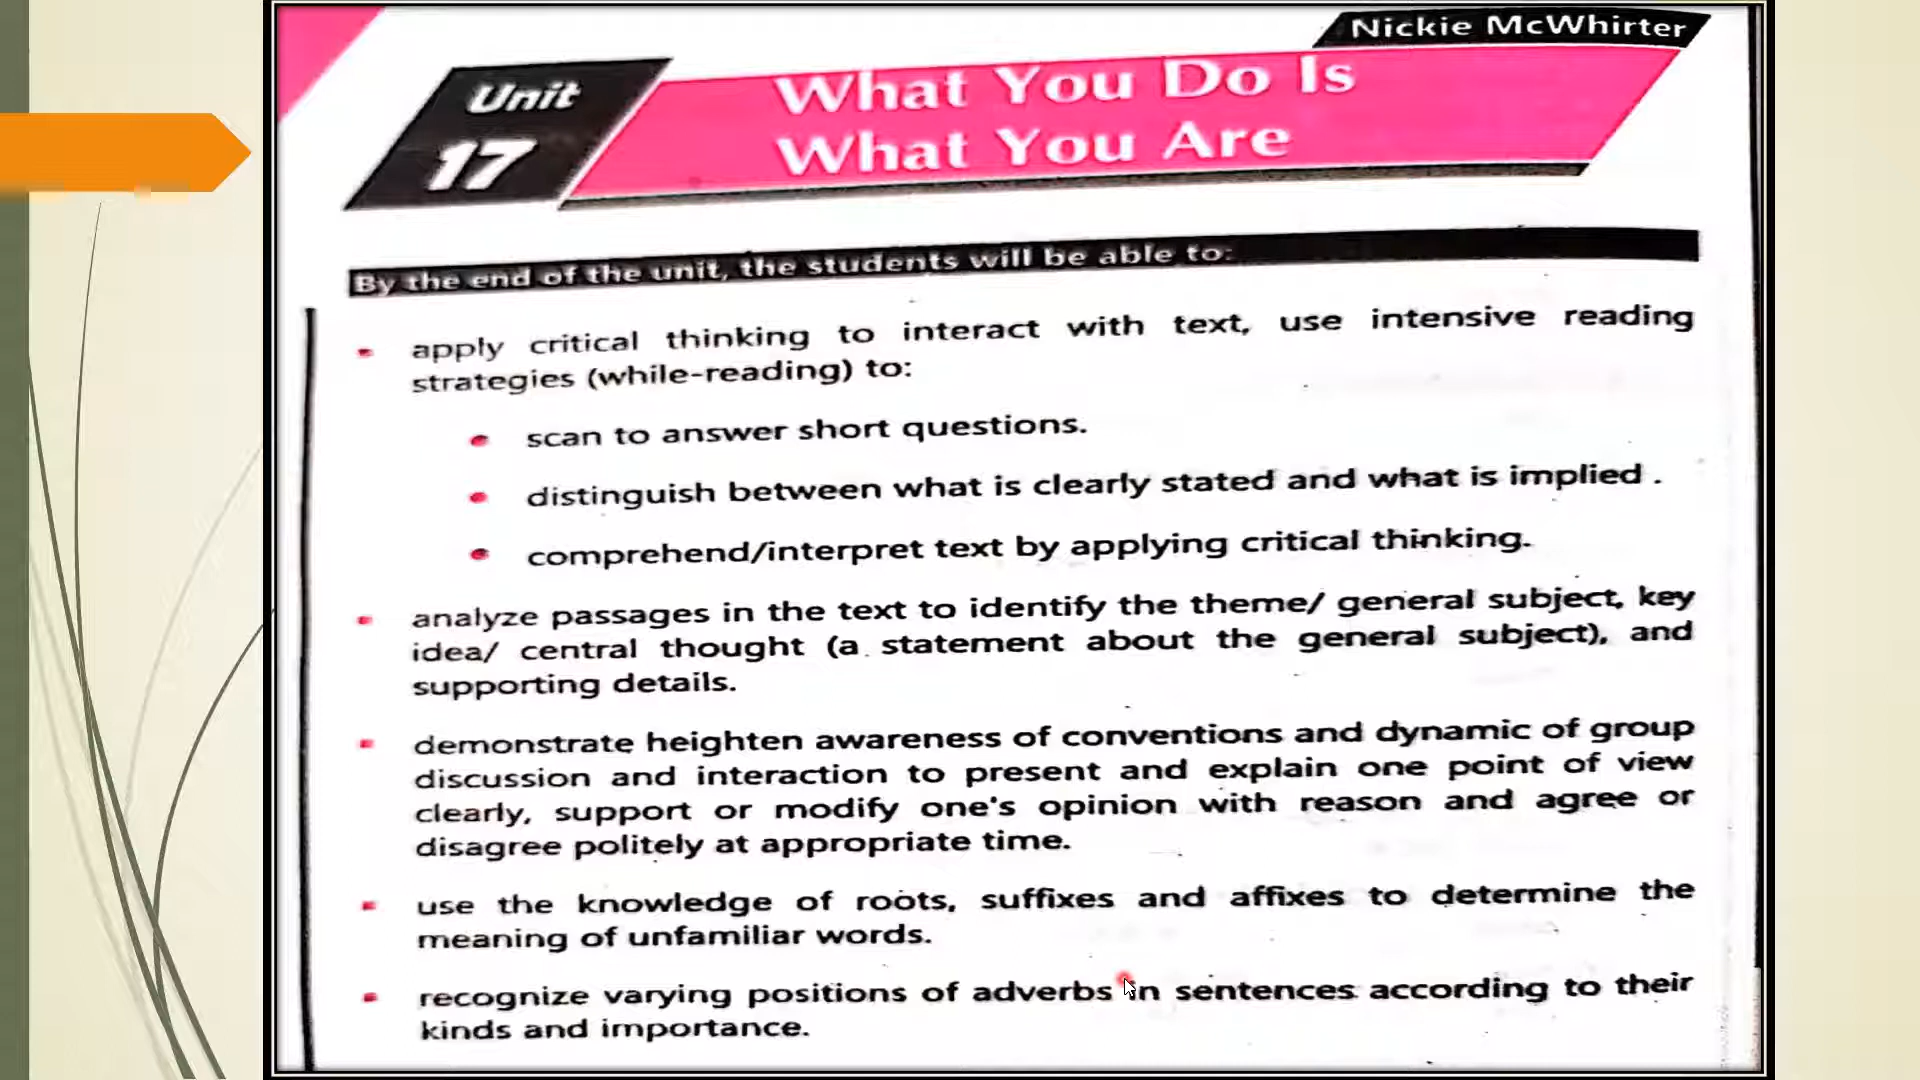 Nickie McWhirter
Unit
17
What You Do Is
What You Are
By the end of the unit, the students will be able to:
apply critical thinking to interact with text, use intensive reading
strategies (while-reading) to:
scan to answer short questions.
distinguish between what is clearly stated and what is implied .
comprehend/interpret text by applying critical thinking.
analyze passages in the text to identify the theme/ general subject, key
idea/ central thought (a statement about the general subject), and
supporting details.
demonstrate heighten awareness of conventions and dynamic of group
discussion and interaction to present and explain one point of view
clearly, support or modify one's opinion with reason and agree or
disagree politely at appropriate time.
use the knowledge of roots, suffixes and affixes to determine the
meaning of unfamiliar words.
recognize varying positions of adverbs in sentences according to their
kinds and importance.